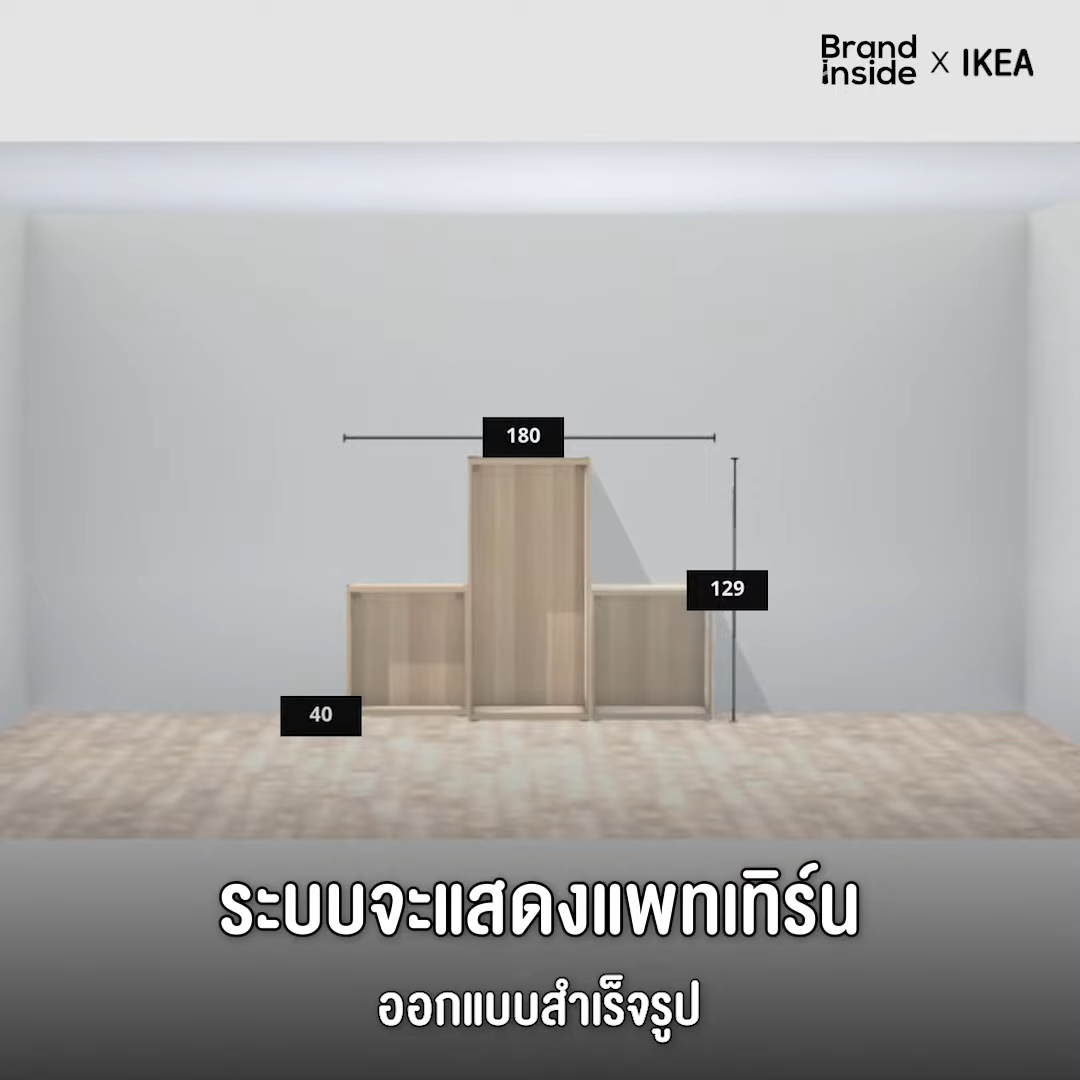 Brand
Inside
X IKEA
180
129
40
ระบบจะแสดงแพทเทิร์น
ออกแบบสำเร็จรูป